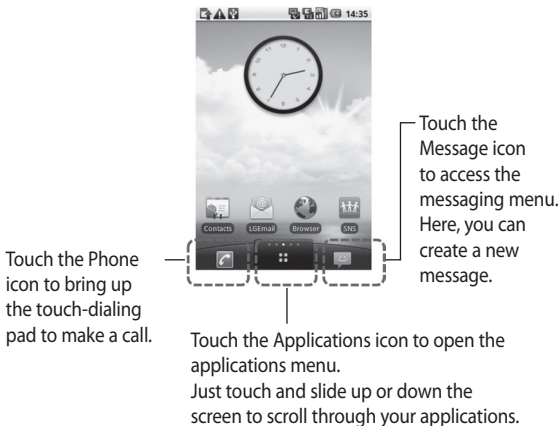 14:35
Contacts
LGEmail
Browser
SNS
Touch the
Message icon
to access the
messaging menu.
Here, you can
create a new
message.
Touch the Phone
icon to bring up
the touch-dialing
pad to make a call.
Touch the Applications icon to open the
applications menu.
Just touch and slide up or down the
screen to scroll through your applications.